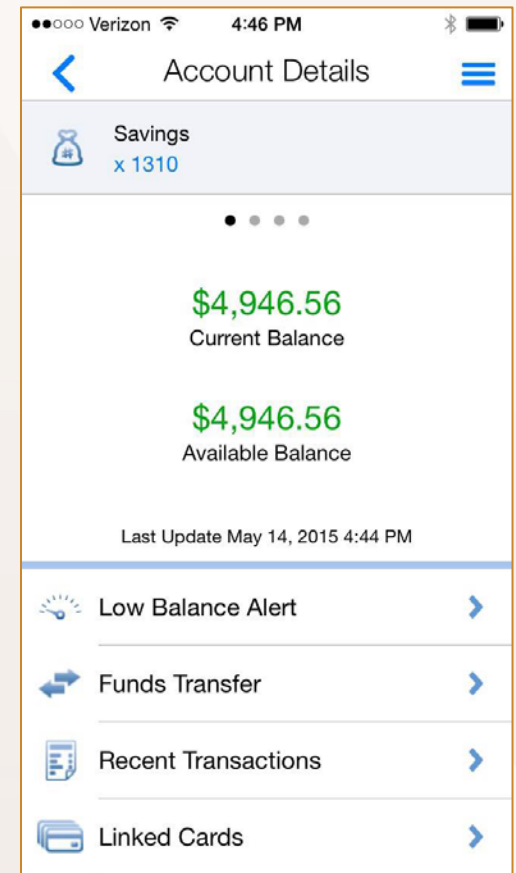 Verizon 4:46 PM
Account Details
Savings
x 1310
$4,946.56
Current Balance
$4,946.56
Available Balance
Last Update May 14, 2015 4:44 PM
Low Balance Alert
Funds Transfer
Recent Transactions
Linked Cards